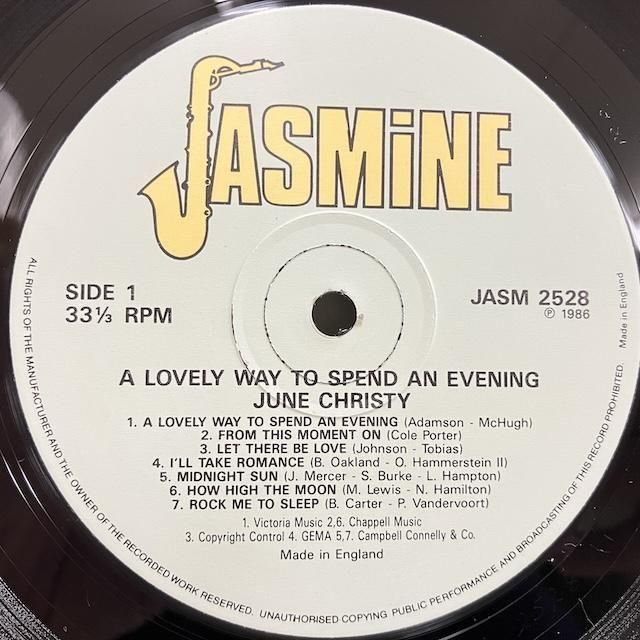 JASMiNE
SIDE 1
33⅓ RPM
JASM 2528
℗ 1986
Made in England
A LOVELY WAY TO SPEND AN EVENING
JUNE CHRISTY
1. A LOVELY WAY TO SPEND AN EVENING (Adamson - McHugh)
2. FROM THIS MOMENT ON (Cole Porter)
3. LET THERE BE LOVE (Johnson - Tobias)
4. I'LL TAKE ROMANCE (B. Oakland - O. Hammerstein II)
5. MIDNIGHT SUN (J. Mercer - S. Burke - L. Hampton)
6. HOW HIGH THE MOON (M. Lewis - N. Hamilton)
7. ROCK ME TO SLEEP (B. Carter - P. Vandervoort)
1. Victoria Music 2,6. Chappell Music
3. Copyright Control 4. GEMA 5,7. Campbell Connelly & Co.
Made in England
ALL RIGHTS OF THE MANUFACTURER AND THE OWNER OF THE RECORDED WORK RESERVED. UNAUTHORISED COPYING PUBLIC PERFORMANCE AND BROADCASTING OF THIS RECORD PROHIBITED.